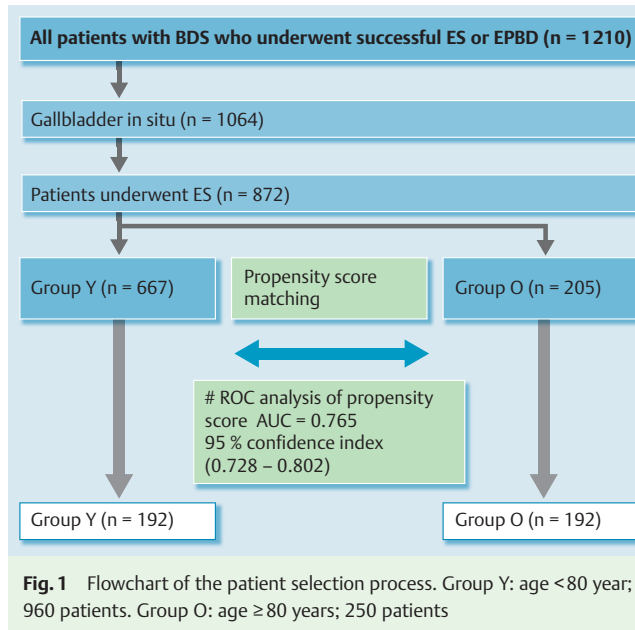 All patients with BDS who underwent successful ES or EPBD (n = 1210)
Gallbladder in situ (n = 1064)
Patients underwent ES (n = 872)
Group Y (n = 667)
Propensity score
matching
Group O (n = 205)
# ROC analysis of propensity
score AUC = 0.765
95 % confidence index
(0.728 – 0.802)
Group Y (n = 192)
Group O (n = 192)
Fig. 1 Flowchart of the patient selection process. Group Y: age < 80 year;
960 patients. Group O: age ≥ 80 years; 250 patients